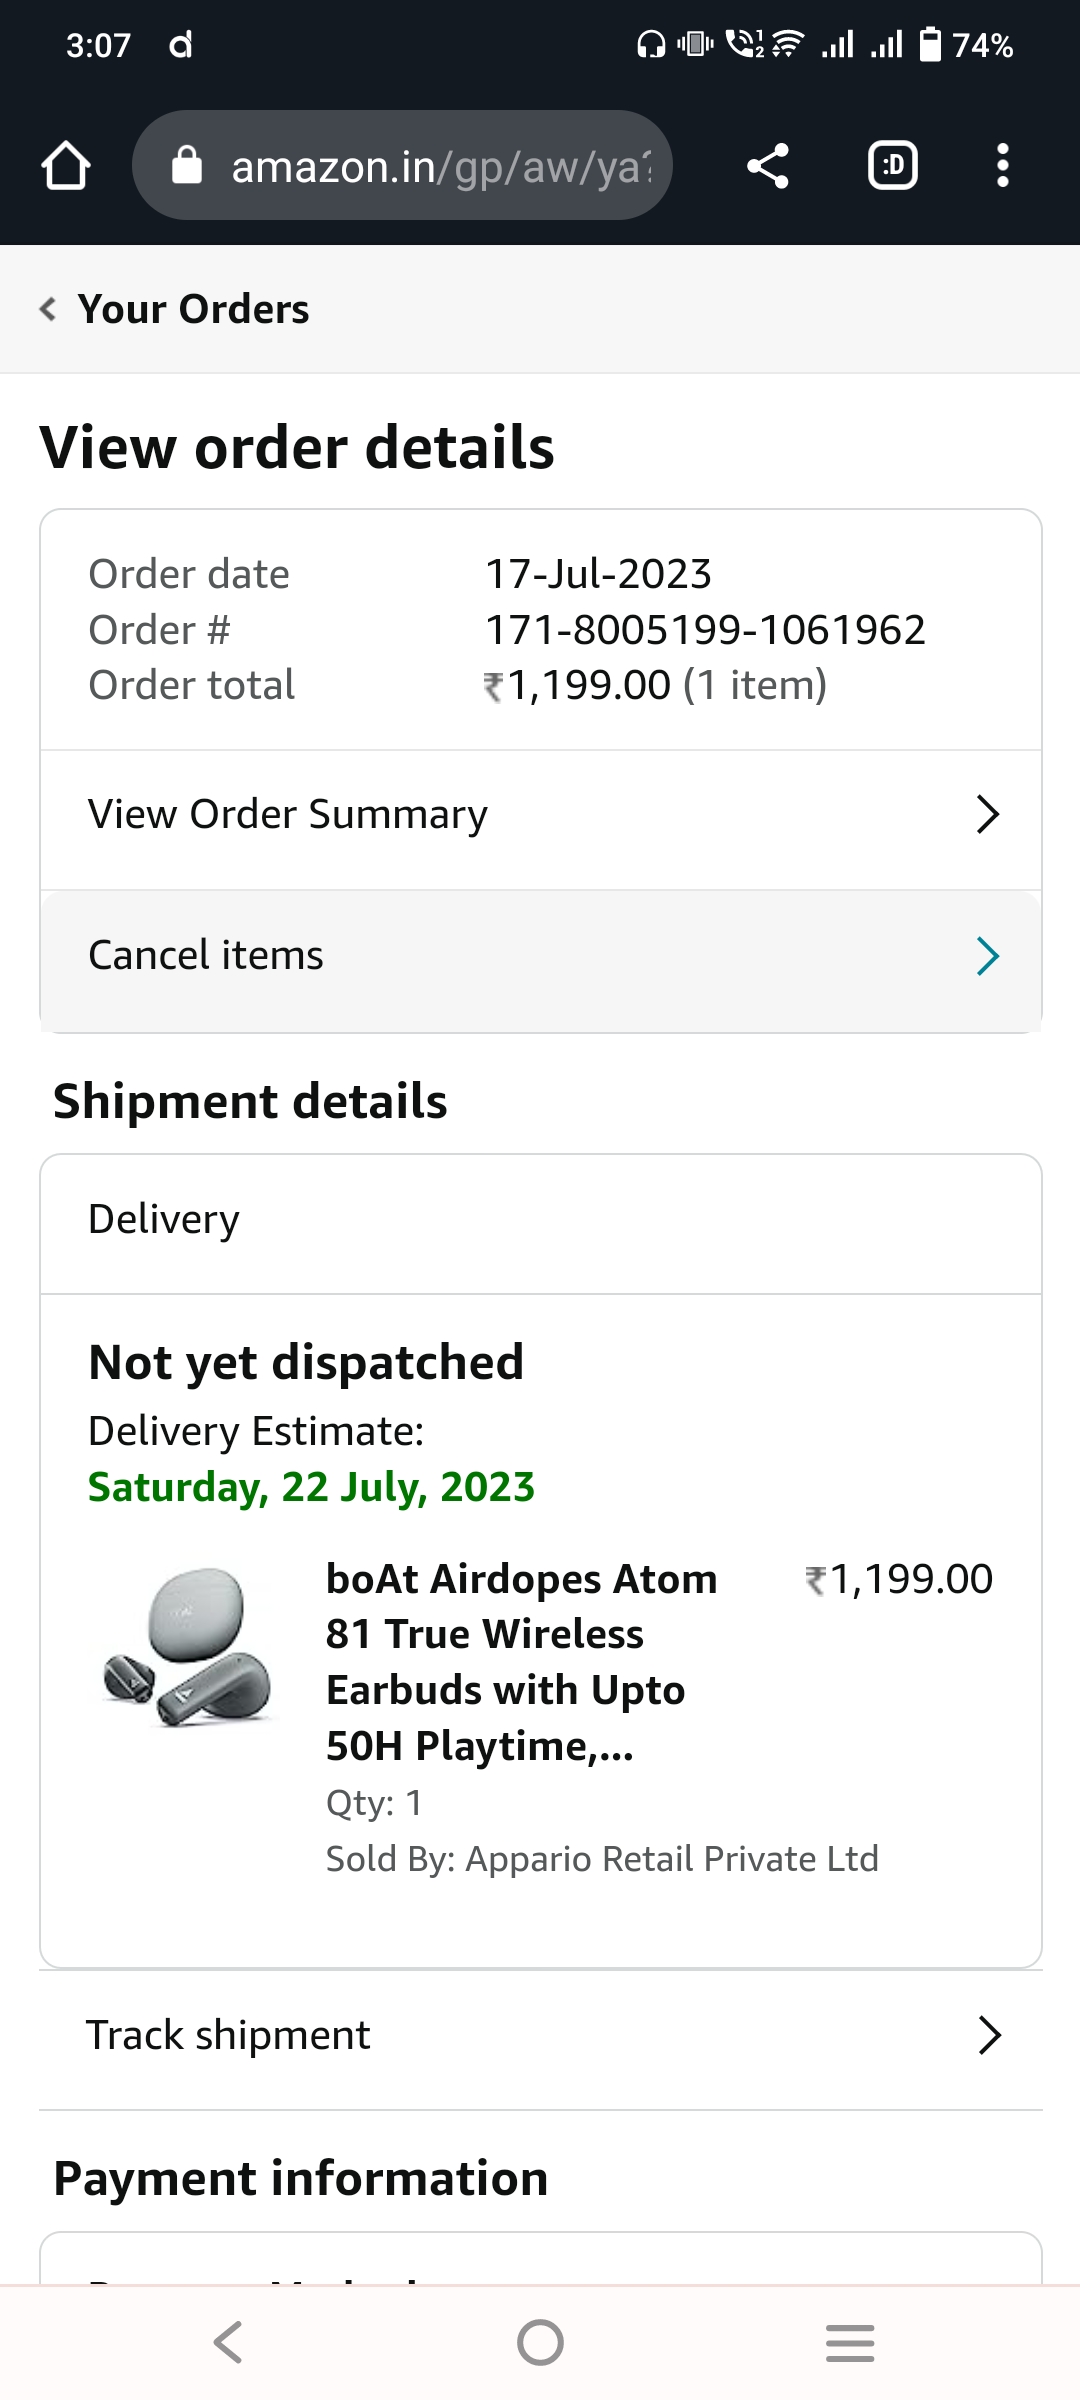 3:07
74%
amazon.in/gp/aw/ya?
:D
Your Orders
View order details
Order date 17-Jul-2023
Order # 171-8005199-1061962
Order total ₹1,199.00 (1 item)
View Order Summary
Cancel items
Shipment details
Delivery
Not yet dispatched
Delivery Estimate:
Saturday, 22 July, 2023
boAt Airdopes Atom ₹1,199.00
81 True Wireless
Earbuds with Upto
50H Playtime,...
Qty: 1
Sold By: Appario Retail Private Ltd
Track shipment
Payment information